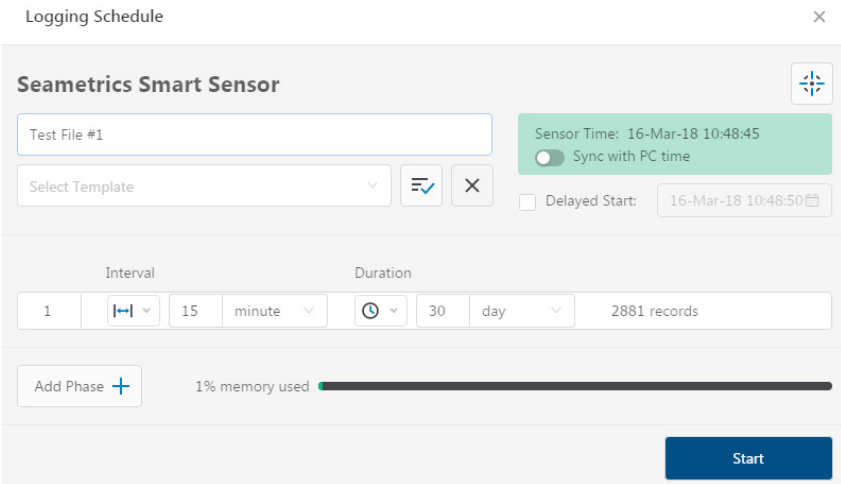 Logging Schedule
Seametrics Smart Sensor
Test File #1
Sensor Time: 16-Mar-18 10:48:45
Sync with PC time
Select Template
Delayed Start: 16-Mar-18 10:48:50
Interval Duration
1 15 minute 30 day 2881 records
Add Phase 1% memory used
Start